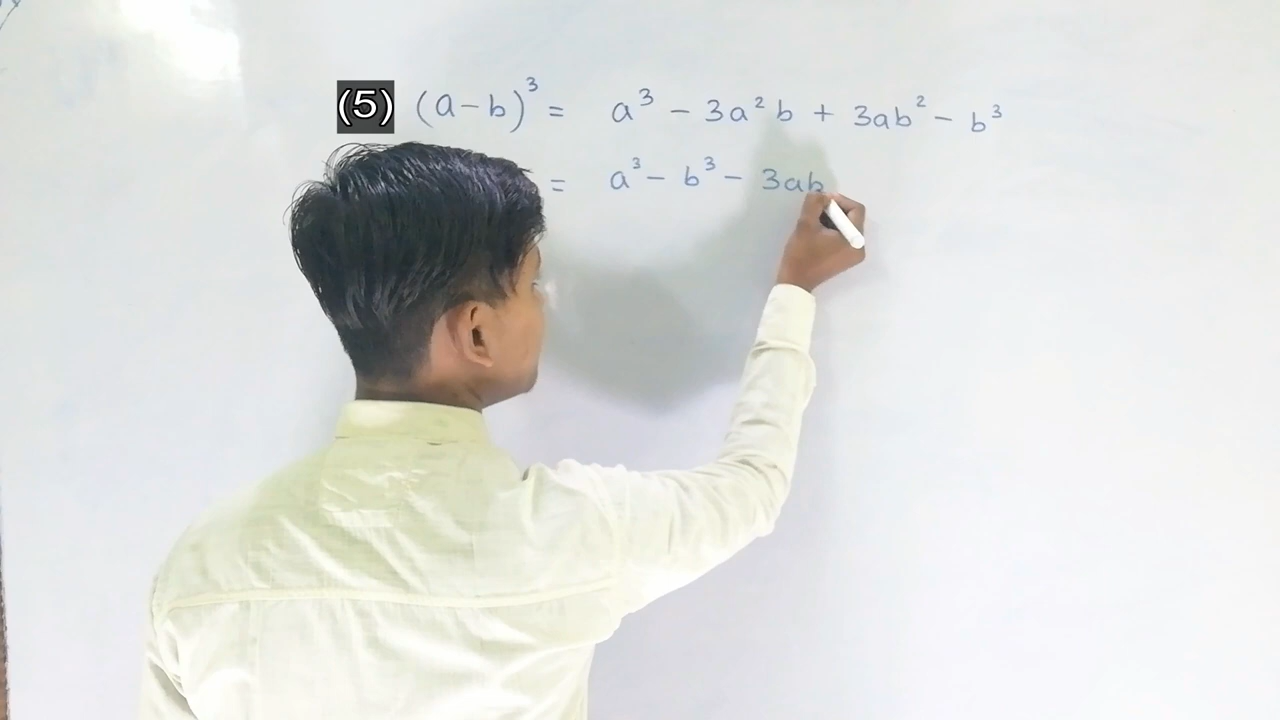 (5) (a-b)³ = a³ - 3a²b + 3ab² - b³
= a³ - b³ - 3ab